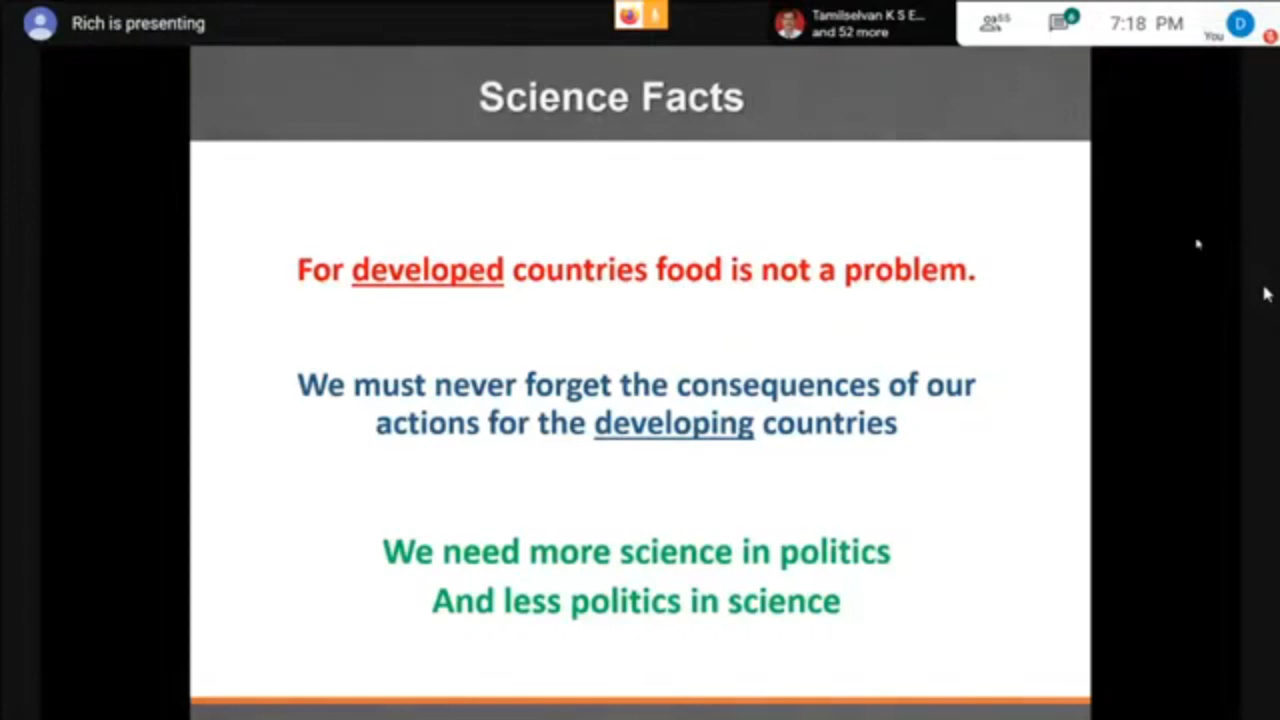 Rich is presenting
Tamilselvan K S E...
and 52 more
55
6
7:18 PM
You
D
Science Facts
For developed countries food is not a problem.
We must never forget the consequences of our
actions for the developing countries
We need more science in politics
And less politics in science